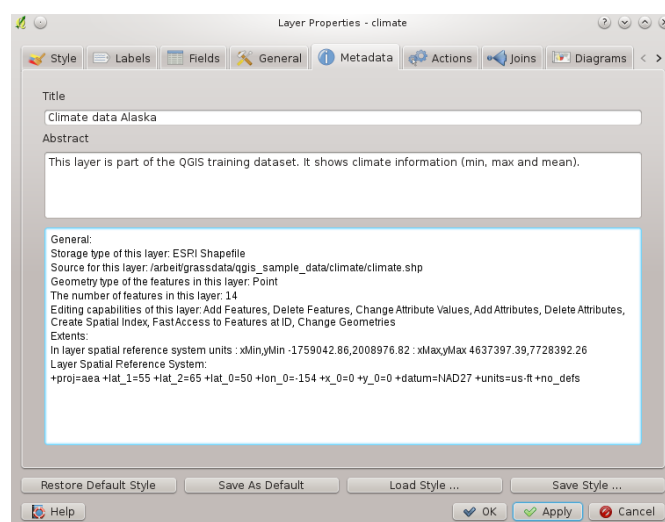 Layer Properties - climate
Style
Labels
Fields
General
Metadata
Actions
Joins
Diagrams
Title
Climate data Alaska
Abstract
This layer is part of the QGIS training dataset. It shows climate information (min, max and mean).
General:
Storage type of this layer: ESRI Shapefile
Source for this layer: /arbeit/grassdata/qgis_sample_data/climate/climate.shp
Geometry type of the features in this layer: Point
The number of features in this layer: 14
Editing capabilities of this layer: Add Features, Delete Features, Change Attribute Values, Add Attributes, Delete Attributes,
Create Spatial Index, Fast Access to Features at ID, Change Geometries
Extents:
In layer spatial reference system units : xMin,yMin -1759042.86,2008976.82 : xMax,yMax 4637397.39,7728392.26
Layer Spatial Reference System:
+proj=aea +lat_1=55 +lat_2=65 +lat_0=50 +lon_0=-154 +x_0=0 +y_0=0 +datum=NAD27 +units=us-ft +no_defs
Restore Default Style
Save As Default
Load Style ...
Save Style ...
Help
OK
Apply
Cancel